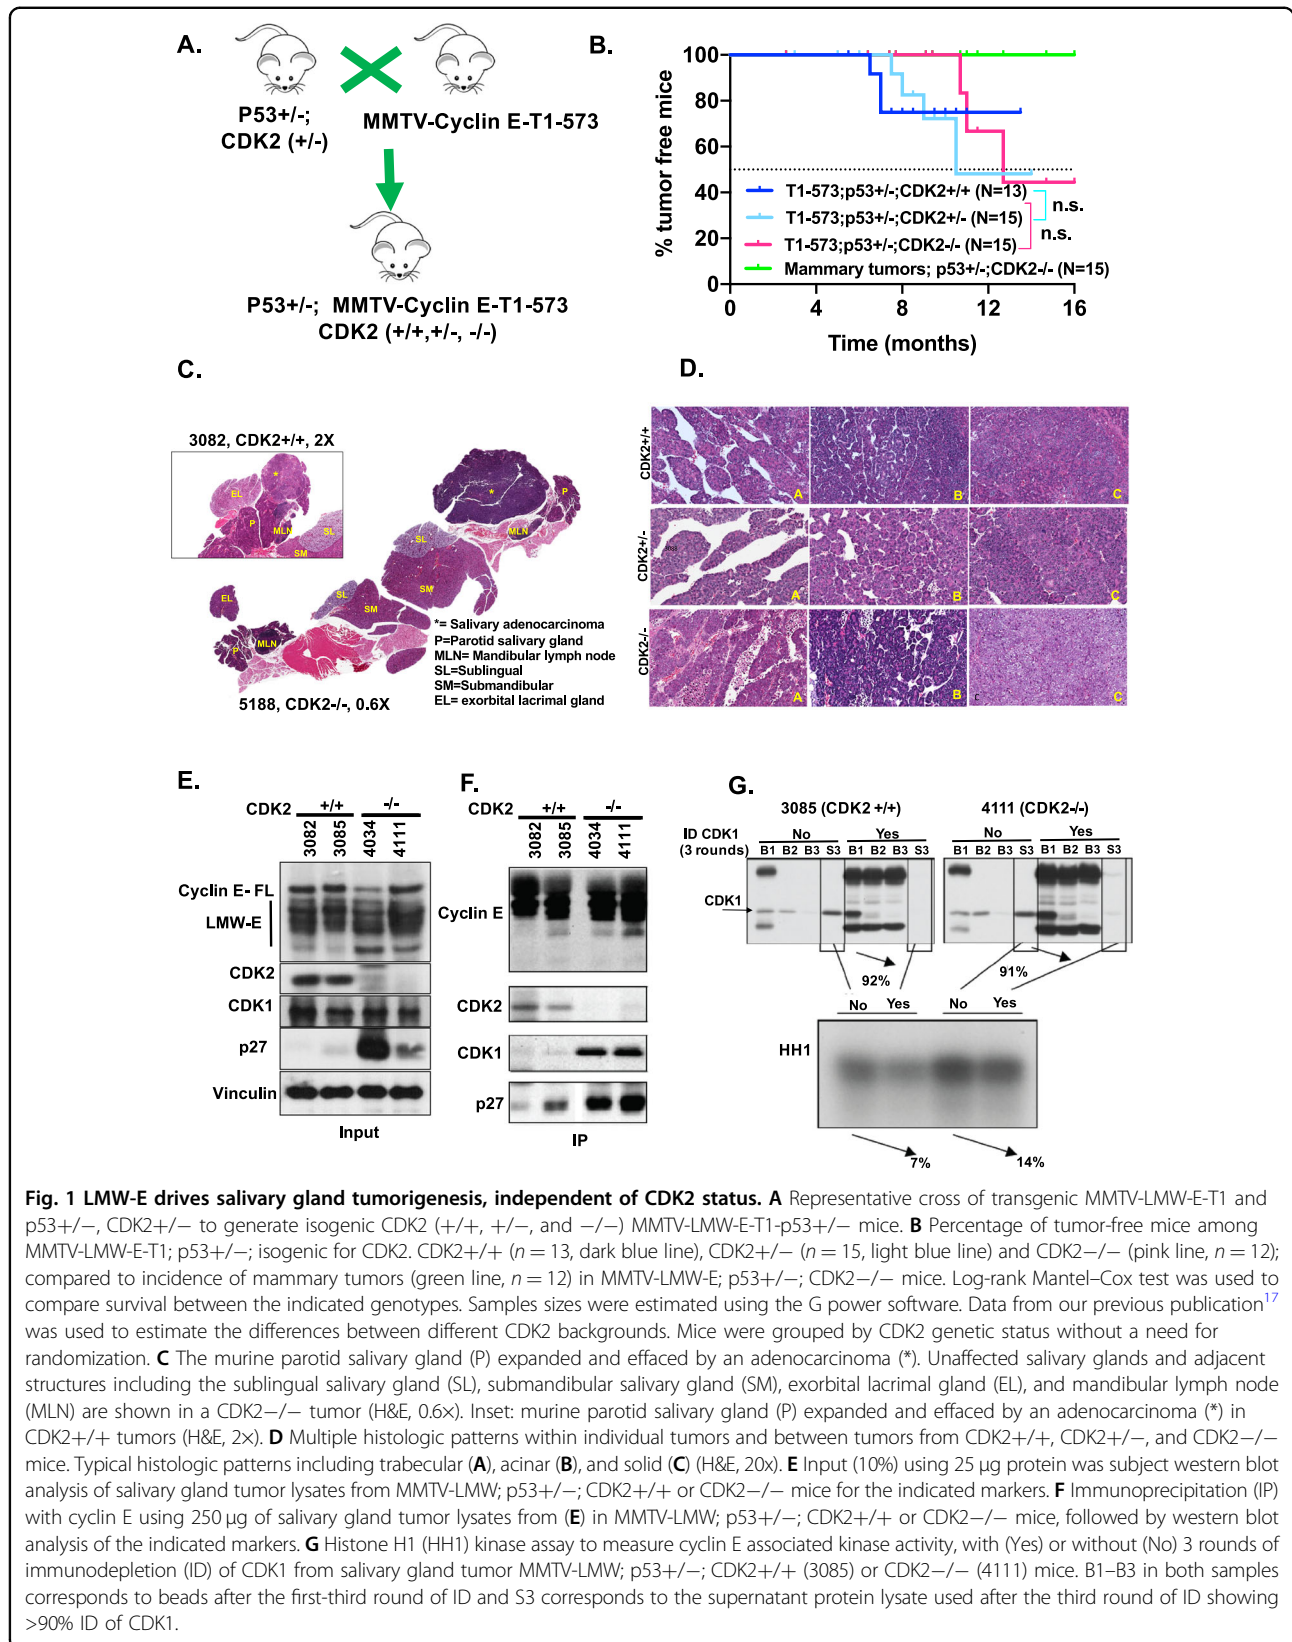 A.
P53+/-;
CDK2 (+/-)
MMTV-Cyclin E-T1-573
P53+/-; MMTV-Cyclin E-T1-573
CDK2 (+/+,+/-, -/-)
B.
% tumor free mice
100
80
60
40
20
0
0
4
8
12
16
Time (months)
T1-573;p53+/-;CDK2+/+ (N=13)
T1-573;p53+/-;CDK2+/- (N=15)
T1-573;p53+/-;CDK2-/- (N=15)
Mammary tumors; p53+/-;CDK2-/- (N=15)
n.s.
n.s.
C.
3082, CDK2+/+, 2X
*
EL
P
MLN
SL
SM
*
P
MLN
SL
SM
EL
SL
SM
MLN
P
5188, CDK2-/-, 0.6X
*= Salivary adenocarcinoma
P=Parotid salivary gland
MLN= Mandibular lymph node
SL=Sublingual
SM=Submandibular
EL= exorbital lacrimal gland
D.
CDK2+/+
A
B
C
CDK2+/-
A
B
C
CDK2-/-
A
B
C
E.
CDK2 +/+ -/-
3082 3085 4034 4111
Cyclin E- FL
LMW-E
CDK2
CDK1
p27
Vinculin
Input
F.
CDK2 +/+ -/-
3082 3085 4034 4111
Cyclin E
CDK2
CDK1
p27
IP
G.
3085 (CDK2 +/+) 4111 (CDK2-/-)
ID CDK1 No Yes No Yes
(3 rounds) B1 B2 B3 S3 B1 B2 B3 S3 B1 B2 B3 S3 B1 B2 B3 S3
CDK1
92% 91%
No Yes No Yes
HH1
7% 14%
Fig. 1 LMW-E drives salivary gland tumorigenesis, independent of CDK2 status. A Representative cross of transgenic MMTV-LMW-E-T1 and
p53+/−, CDK2+/− to generate isogenic CDK2 (+/+, +/−, and −/−) MMTV-LMW-E-T1-p53+/− mice. B Percentage of tumor-free mice among
MMTV-LMW-E-T1; p53+/−; isogenic for CDK2. CDK2+/+ (n = 13, dark blue line), CDK2+/− (n = 15, light blue line) and CDK2−/− (pink line, n = 12);
compared to incidence of mammary tumors (green line, n = 12) in MMTV-LMW-E; p53+/−; CDK2−/− mice. Log-rank Mantel–Cox test was used to
compare survival between the indicated genotypes. Samples sizes were estimated using the G power software. Data from our previous publication17
was used to estimate the differences between different CDK2 backgrounds. Mice were grouped by CDK2 genetic status without a need for
randomization. C The murine parotid salivary gland (P) expanded and effaced by an adenocarcinoma (*). Unaffected salivary glands and adjacent
structures including the sublingual salivary gland (SL), submandibular salivary gland (SM), exorbital lacrimal gland (EL), and mandibular lymph node
(MLN) are shown in a CDK2−/− tumor (H&E, 0.6×). Inset: murine parotid salivary gland (P) expanded and effaced by an adenocarcinoma (*) in
CDK2+/+ tumors (H&E, 2×). D Multiple histologic patterns within individual tumors and between tumors from CDK2+/+, CDK2+/−, and CDK2−/−
mice. Typical histologic patterns including trabecular (A), acinar (B), and solid (C) (H&E, 20x). E Input (10%) using 25 µg protein was subject western blot
analysis of salivary gland tumor lysates from MMTV-LMW; p53+/−; CDK2+/+ or CDK2−/− mice for the indicated markers. F Immunoprecipitation (IP)
with cyclin E using 250 µg of salivary gland tumor lysates from (E) in MMTV-LMW; p53+/−; CDK2+/+ or CDK2−/− mice, followed by western blot
analysis of the indicated markers. G Histone H1 (HH1) kinase assay to measure cyclin E associated kinase activity, with (Yes) or without (No) 3 rounds of
immunodepletion (ID) of CDK1 from salivary gland tumor MMTV-LMW; p53+/−; CDK2+/+ (3085) or CDK2−/− (4111) mice. B1–B3 in both samples
corresponds to beads after the first-third round of ID and S3 corresponds to the supernatant protein lysate used after the third round of ID showing
>90% ID of CDK1.